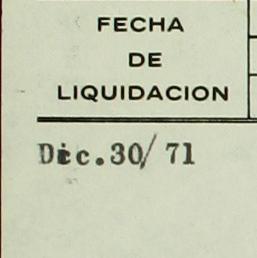 FECHA
DE
LIQUIDACION
Dic.30/ 71